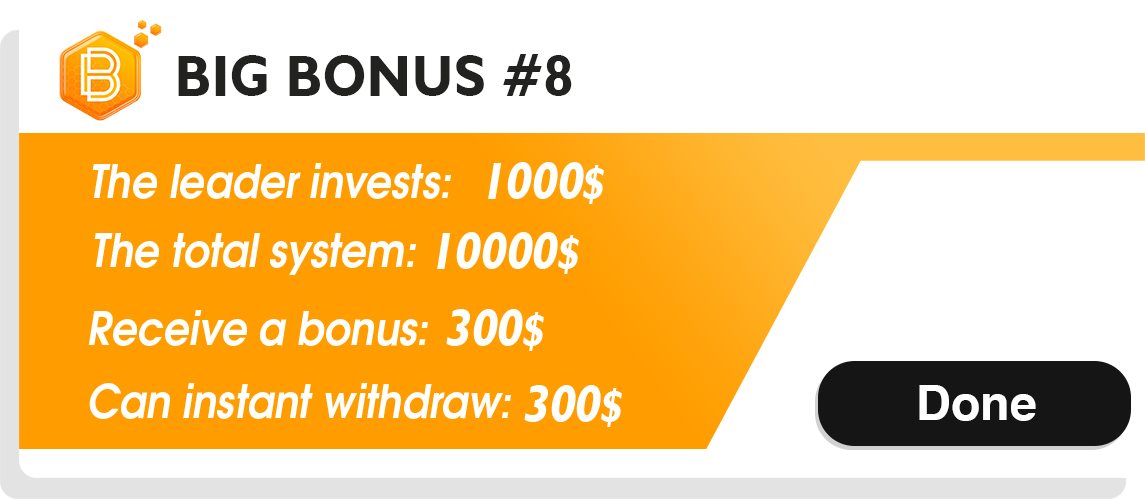 BIG BONUS #8
The leader invests: 1000$
The total system: 10000$
Receive a bonus: 300$
Can instant withdraw: 300$
Done